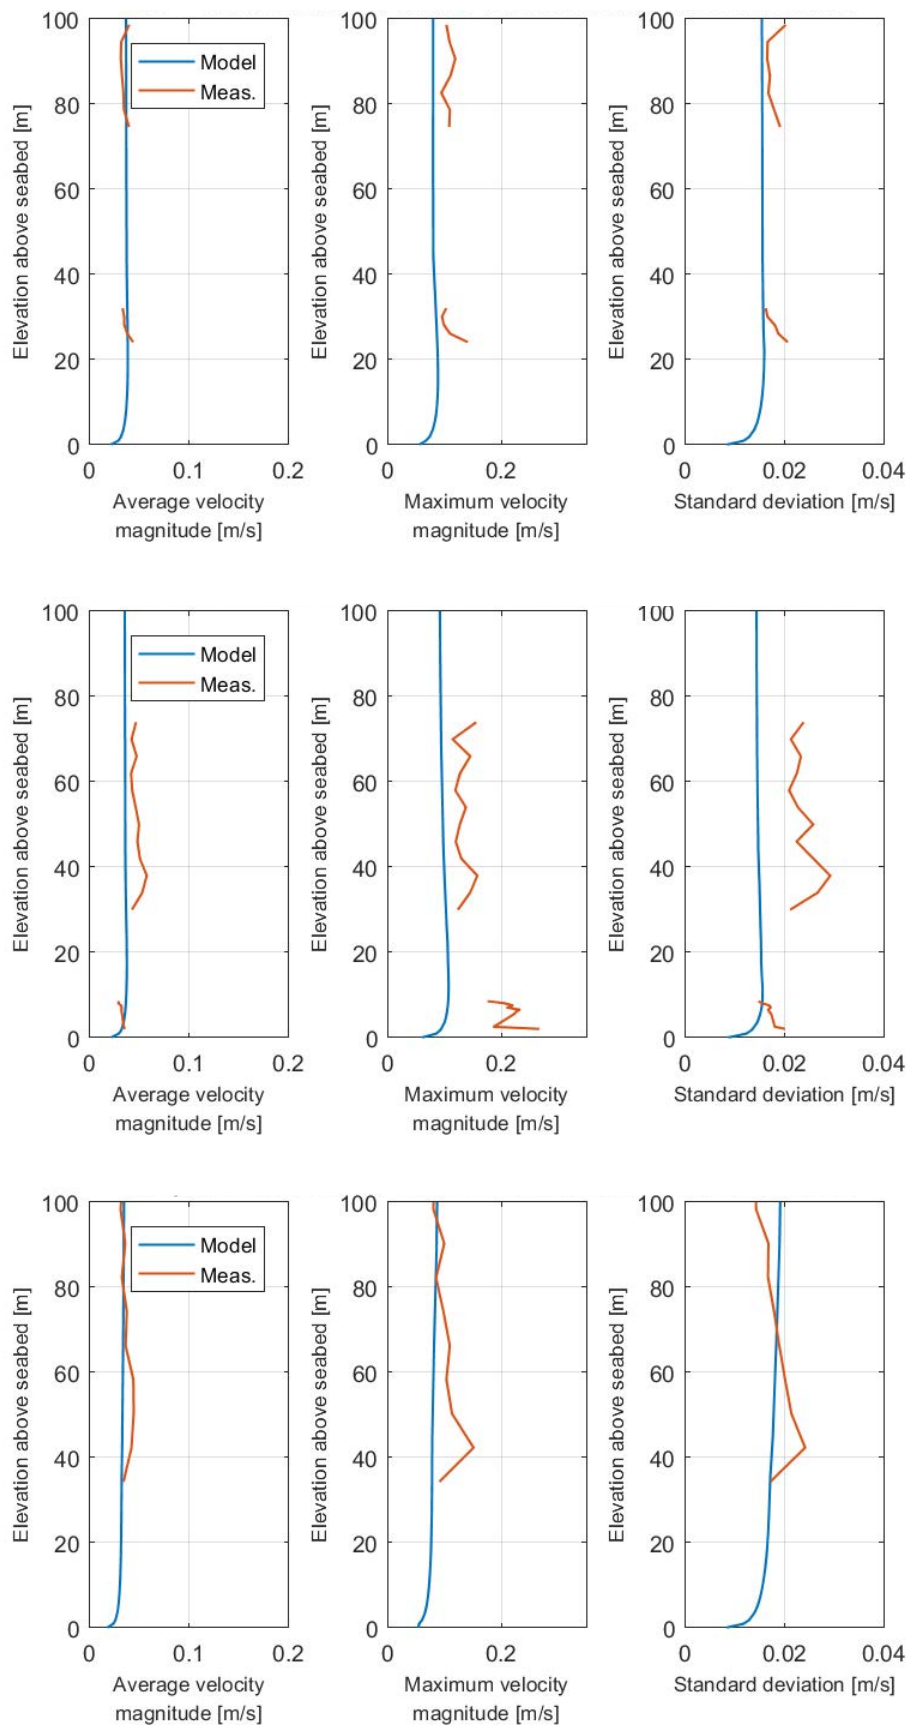 100
80
60
40
20
0
Elevation above seabed [m]
Model
Meas.
0 0.1 0.2
Average velocity
magnitude [m/s]
100
80
60
40
20
0
Elevation above seabed [m]
0 0.2
Maximum velocity
magnitude [m/s]
100
80
60
40
20
0
Elevation above seabed [m]
0 0.02 0.04
Standard deviation [m/s]
100
80
60
40
20
0
Elevation above seabed [m]
Model
Meas.
0 0.1 0.2
Average velocity
magnitude [m/s]
100
80
60
40
20
0
Elevation above seabed [m]
0 0.2
Maximum velocity
magnitude [m/s]
100
80
60
40
20
0
Elevation above seabed [m]
0 0.02 0.04
Standard deviation [m/s]
100
80
60
40
20
0
Elevation above seabed [m]
Model
Meas.
0 0.1 0.2
Average velocity
magnitude [m/s]
100
80
60
40
20
0
Elevation above seabed [m]
0 0.2
Maximum velocity
magnitude [m/s]
100
80
60
40
20
0
Elevation above seabed [m]
0 0.02 0.04
Standard deviation [m/s]